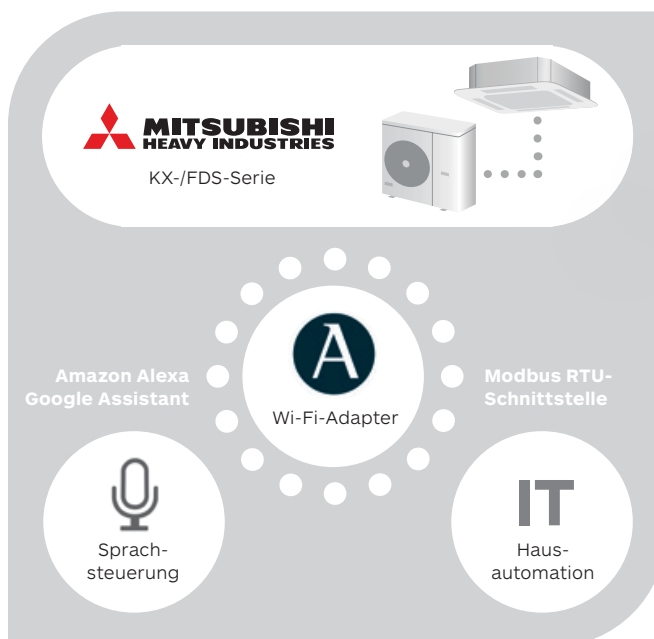 MITSUBISHI
HEAVY INDUSTRIES
KX-/FDS-Serie
A
Wi-Fi-Adapter
Amazon Alexa
Google Assistant
Modbus RTU-
Schnittstelle
Sprach-
steuerung
IT
Haus-
automation